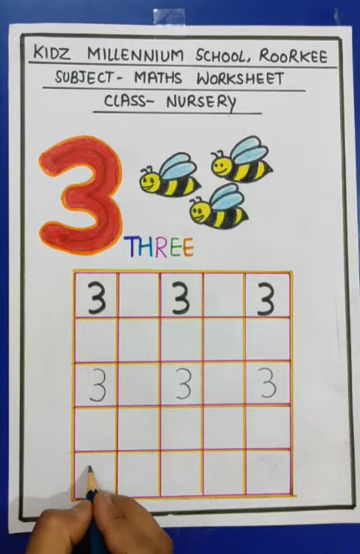 KIDZ MILLENNIUM SCHOOL, ROORKEE
SUBJECT- MATHS WORKSHEET
CLASS- NURSERY
3
THREE
3 3 3
3 3 3